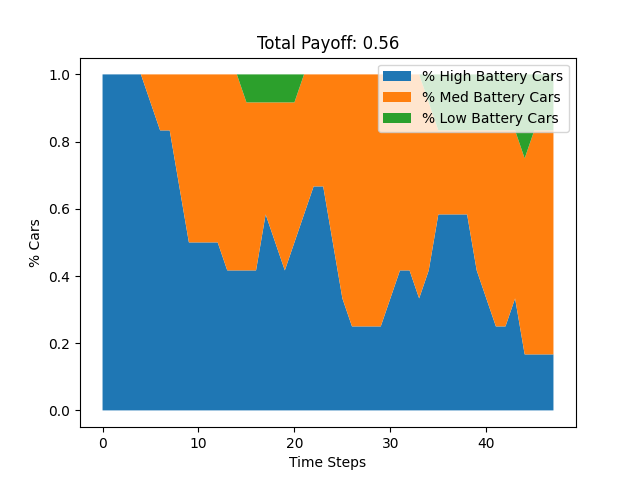 Total Payoff: 0.56
% High Battery Cars
% Med Battery Cars
% Low Battery Cars
1.0
0.8
0.6
0.4
0.2
0.0
% Cars
0 10 20 30 40
Time Steps